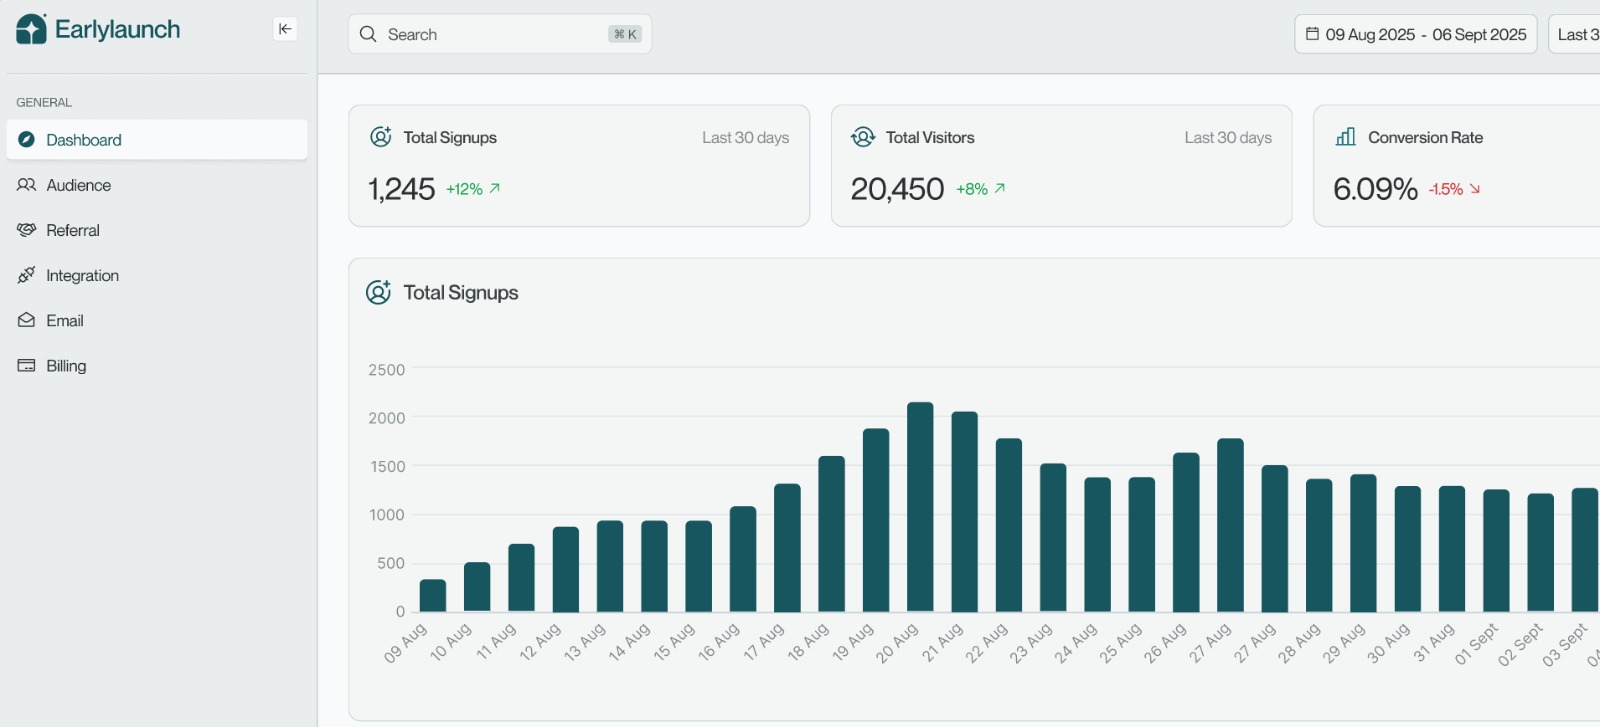 Earlylaunch
Search
⌘ K
09 Aug 2025 - 06 Sept 2025
Last 3
GENERAL
Dashboard
Audience
Referral
Integration
Email
Billing
Total Signups
Last 30 days
1,245 +12%
Total Visitors
Last 30 days
20,450 +8%
Conversion Rate
6.09% -1.5%
Total Signups
2500
2000
1500
1000
500
0
09 Aug
10 Aug
11 Aug
12 Aug
13 Aug
14 Aug
15 Aug
16 Aug
17 Aug
18 Aug
19 Aug
20 Aug
21 Aug
22 Aug
23 Aug
24 Aug
25 Aug
26 Aug
27 Aug
27 Aug
28 Aug
29 Aug
30 Aug
31 Aug
01 Sept
02 Sept
03 Sept